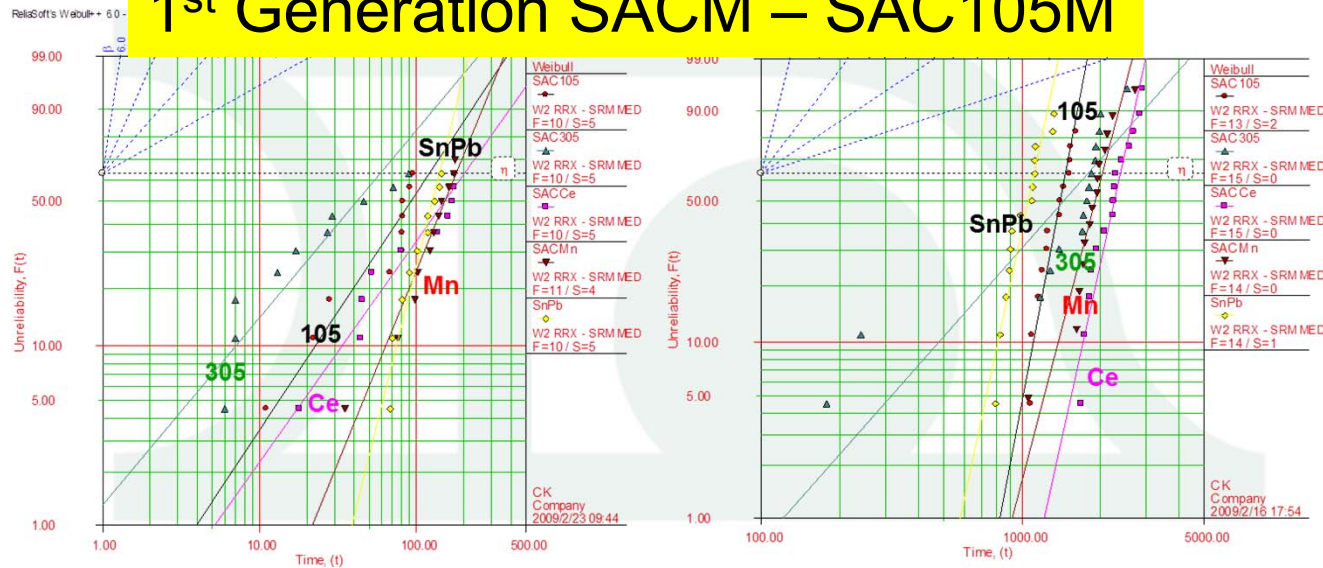 1st Generation SACM – SAC105M
ReliaSoft's Weibull++ 6.0 -
β
6.0
99.00
90.00
50.00
10.00
5.00
1.00
Unreliability, F(t)
1.00
10.00
100.00
500.00
Time, (t)
SnPb
η
Mn
105
305
Ce
Weibull
SAC105
W2 RRX - SRM MED
F=10 / S=5
SAC305
W2 RRX - SRM MED
F=10 / S=5
SACCe
W2 RRX - SRM MED
F=10 / S=5
SACMn
W2 RRX - SRM MED
F=11 / S=4
SnPb
W2 RRX - SRM MED
F=10 / S=5
CK
Company
2009/2/23 09:44
99.00
90.00
50.00
10.00
5.00
1.00
Unreliability, F(t)
100.00
1000.00
5000.00
Time, (t)
105
η
SnPb
305
Mn
Ce
Weibull
SAC105
W2 RRX - SRM MED
F=13 / S=2
SAC305
W2 RRX - SRM MED
F=15 / S=0
SACCe
W2 RRX - SRM MED
F=15 / S=0
SACMn
W2 RRX - SRM MED
F=14 / S=0
SnPb
W2 RRX - SRM MED
F=14 / S=1
CK
Company
2009/2/16 17:54